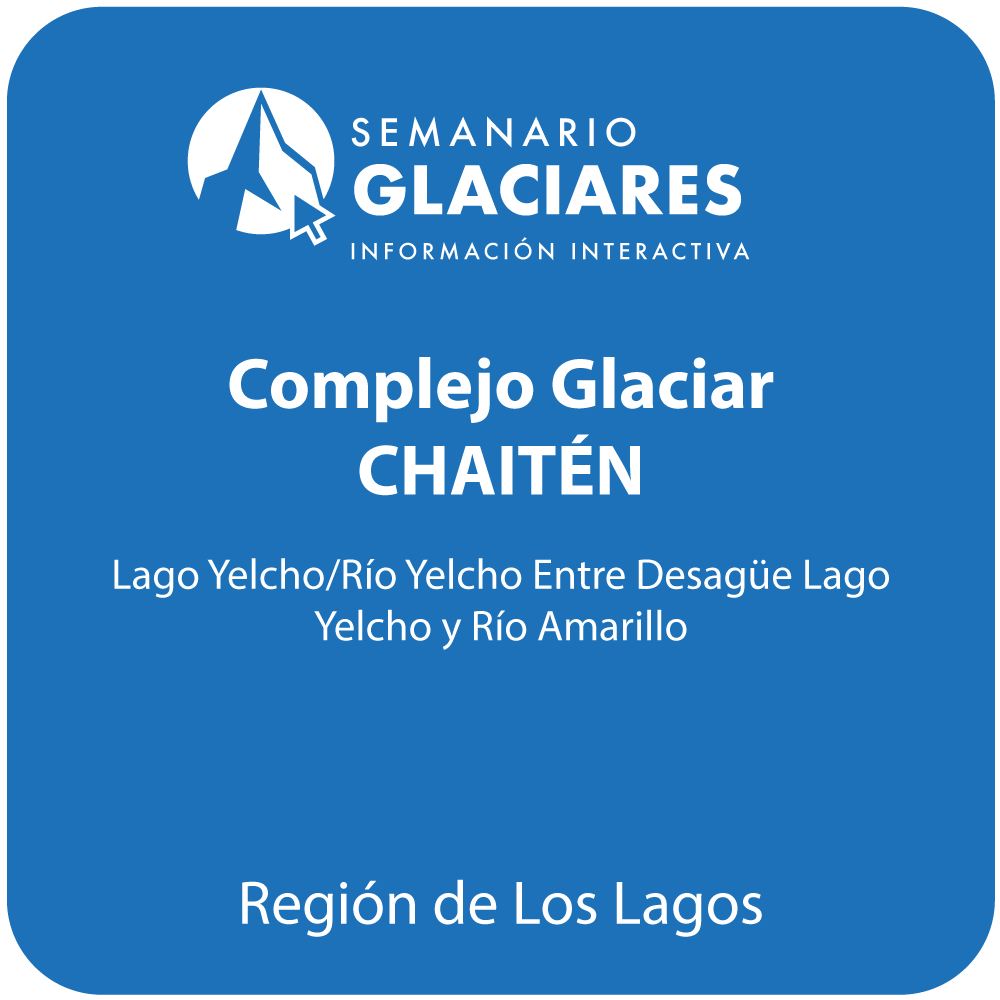 SEMANARIO
GLACIARES
INFORMACIÓN INTERACTIVA
Complejo Glaciar
CHAITÉN
Lago Yelcho/Río Yelcho Entre Desagüe Lago
Yelcho y Río Amarillo
Región de Los Lagos